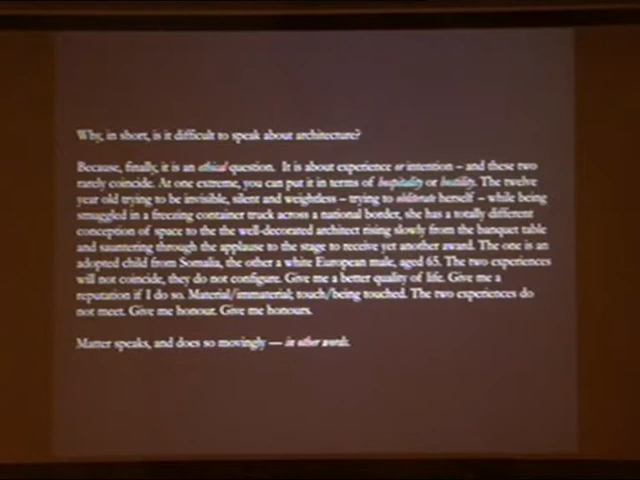 Why, in short, is it difficult to speak about architecture?
Because, finally, it is an ethical question. It is about experience or intention – and these two
rarely coincide. At one extreme, you can put it in terms of hospitality or hostility. The twelve
year old trying to be invisible, silent and weightless – trying to obliterate herself – while being
smuggled in a freezing container truck across a national border, she has a totally different
conception of space to the the well-decorated architect rising slowly from the banquet table
and sauntering through the applause to the stage to receive yet another award. The one is an
adopted child from Somalia, the other a white European male, aged 65. The two experiences
will not coincide, they do not configure. Give me a better quality of life. Give me a
reputation if I do so. Material/immaterial; touch/being touched. The two experiences do
not meet. Give me honour. Give me honours.
Matter speaks, and does so movingly — in other words.